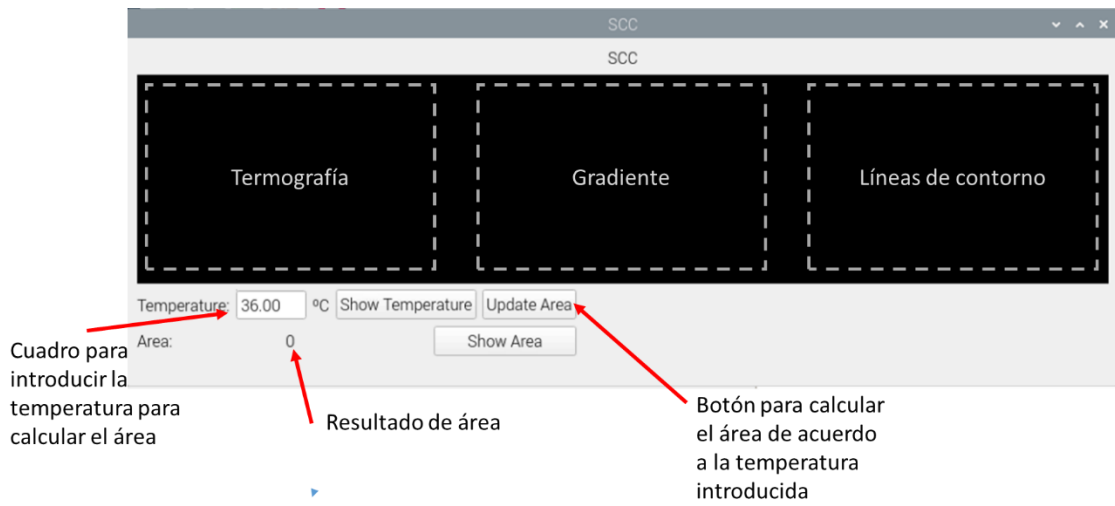 SCC
SCC
Termografía
Gradiente
Líneas de contorno
Temperature: 36.00 ºC Show Temperature Update Area
Area: 0 Show Area
Cuadro para
introducir la
temperatura para
calcular el área
Resultado de área
Botón para calcular
el área de acuerdo
a la temperatura
introducida